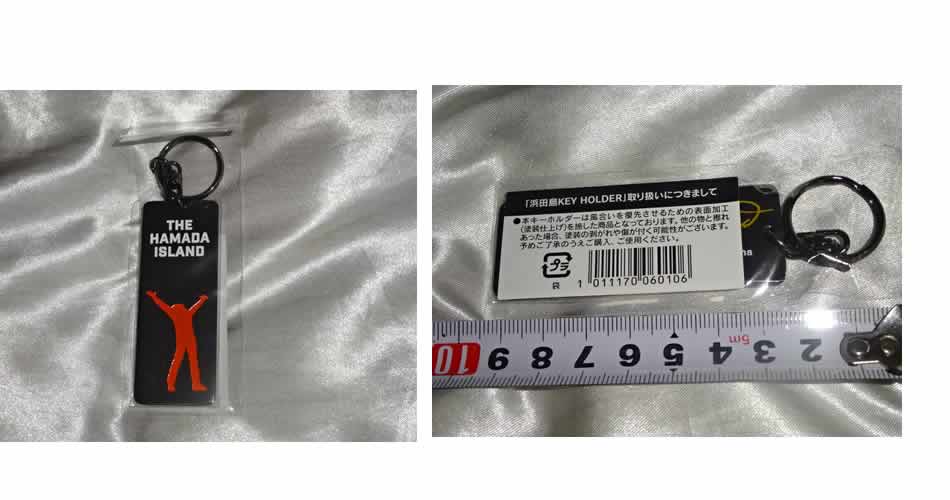 THE
HAMADA
ISLAND
「浜田島KEY HOLDER」取り扱いにつきまして
●本キーホルダーは風合いを優先させるための表面加工
(塗装仕上げ)を施した商品となっております。他の物と擦れ
あった場合、塗装の剥がれや傷が付く可能性がございます。
予めご了承のうえご購入、ご使用ください。
プラ
R
1 011170 060106
ma
10 9 8 7 6 5 4 3 2
5m